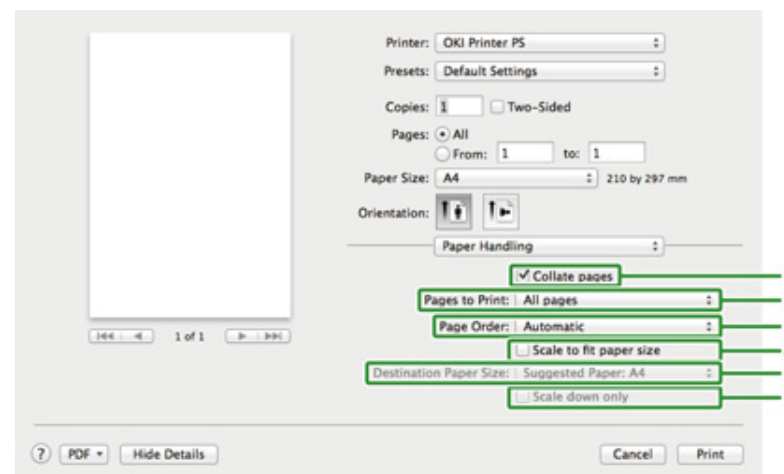 Printer: OKI Printer PS
Presets: Default Settings
Copies: 1 Two-Sided
Pages: All
From: 1 to: 1
Paper Size: A4 210 by 297 mm
Orientation:
Paper Handling
Collate pages
Pages to Print: All pages
Page Order: Automatic
Scale to fit paper size
Destination Paper Size: Suggested Paper: A4
Scale down only
1 of 1
? PDF Hide Details Cancel Print